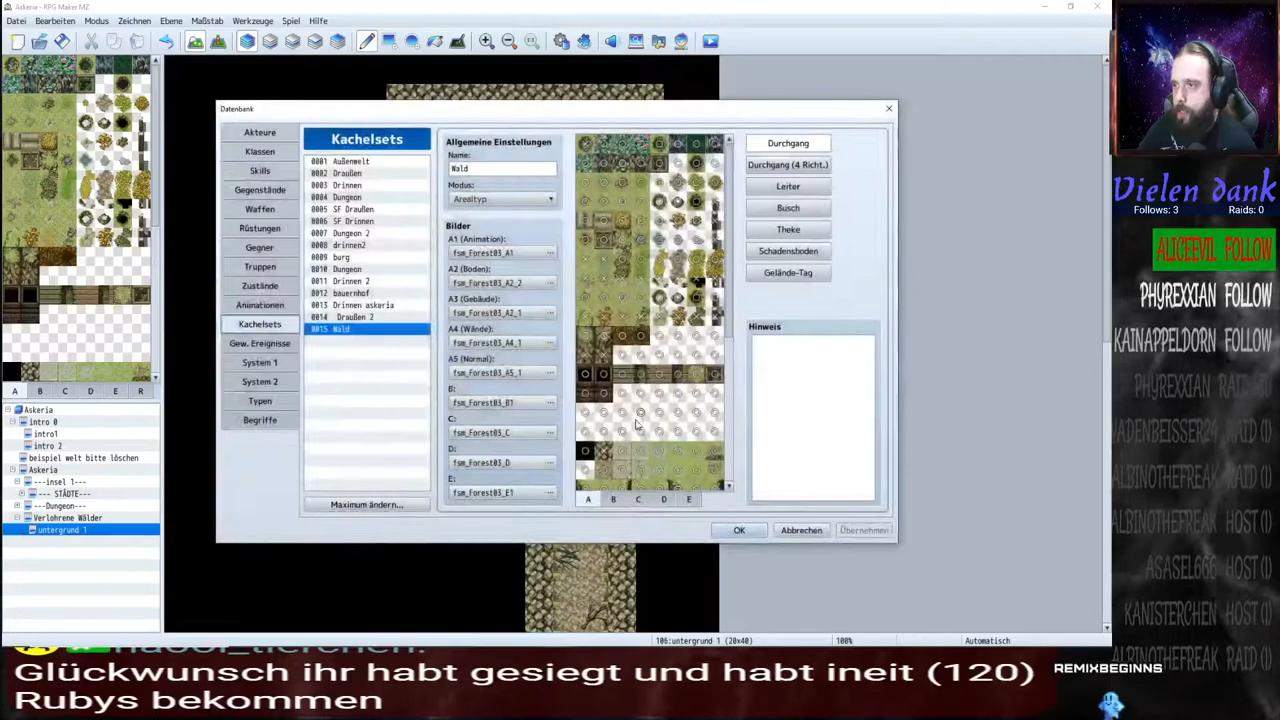 Askeria - RPG Maker MZ
Datei Bearbeiten Modus Zeichnen Ebene Maßstab Werkzeuge Spiel Hilfe
Datenbank
Akteure
Klassen
Skills
Gegenstände
Waffen
Rüstungen
Gegner
Truppen
Zustände
Animationen
Kachelsets
Gew. Ereignisse
System 1
System 2
Typen
Begriffe
Kachelsets
0001 Außenwelt
0002 Draußen
0003 Drinnen
0004 Dungeon
0005 SF Draußen
0006 SF Drinnen
0007 Dungeon 2
0008 drinnen2
0009 burg
0010 Dungeon
0011 Drinnen 2
0012 bauernhof
0013 Drinnen askeria
0014 Draußen 2
0015 Wald
Maximum ändern...
Allgemeine Einstellungen
Name:
Wald
Modus:
Arealtyp
Bilder
A1 (Animation):
fsm_Forest03_A1 ...
A2 (Boden):
fsm_Forest03_A2_2 ...
A3 (Gebäude):
fsm_Forest03_A2_1 ...
A4 (Wände):
fsm_Forest03_A4_1 ...
A5 (Normal):
fsm_Forest03_A5_1 ...
B:
fsm_Forest03_B1 ...
C:
fsm_Forest03_C ...
D:
fsm_Forest03_D ...
E:
fsm_Forest03_E1 ...
A B C D E
Durchgang
Durchgang (4 Richt.)
Leiter
Busch
Theke
Schadensboden
Gelände-Tag
Hinweis
OK Abbrechen Übernehmen
A B C D E R
Askeria
intro 0
intro1
intro 2
beispiel welt bitte löschen
Askeria
---insel 1---
--- STÄDTE---
---Dungeon---
Verlohrene Wälder
untergrund 1
106:untergrund 1 (20x40) 100% Automatisch
Vielen dank
Follows: 3 Raids: 0
ALICEEVIL FOLLOW
PHYREXXIAN FOLLOW
KAINAPPELDORN FOLLOW
PHYREXXIAN RAID
ALBINOTHEFREAK RAID
ALBINOTHEFREAK RAID ()
ASASEL666 HOST ()
KANISTERCHEN HOST ()
ALBINOTHEFREAK RAID ()
Glückwunsch ihr habt gesiegt und habt ineit (120)
Rubys bekommen
REMIXBEGINNS